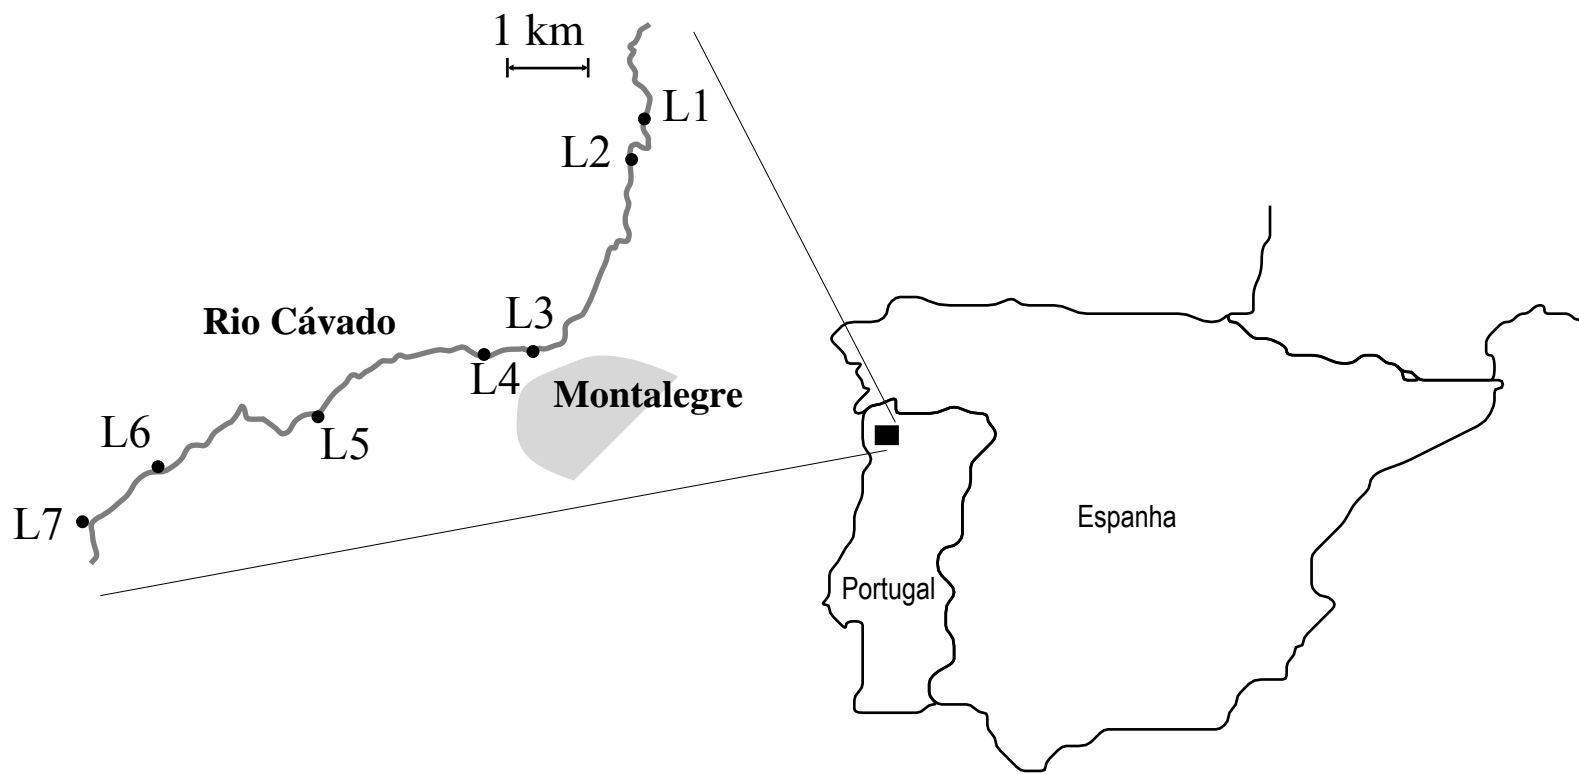 1 km
L1
L2
L3
Rio Cávado
L4
Montalegre
L6
L5
L7
Espanha
Portugal